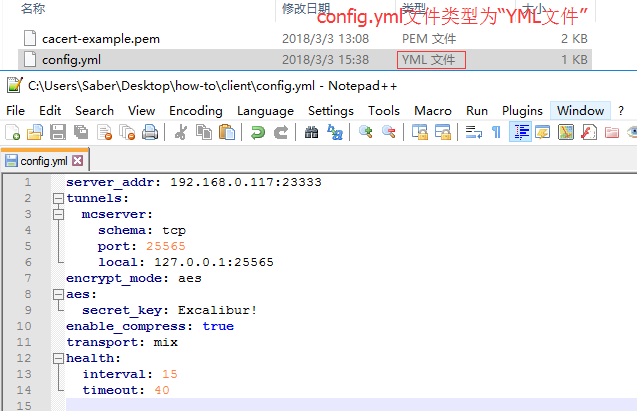 config.yml文件类型为“YML文件”
名称 修改日期 类型 大小
cacert-example.pem 2018/3/3 13:08 PEM 文件 2 KB
config.yml 2018/3/3 15:38 YML 文件 1 KB
C:\Users\Saber\Desktop\how-to\client\config.yml - Notepad++
File Edit Search View Encoding Language Settings Tools Macro Run Plugins Window ?
config.yml
1 server_addr: 192.168.0.117:23333
2 tunnels:
3 mcserver:
4 schema: tcp
5 port: 25565
6 local: 127.0.0.1:25565
7 encrypt_mode: aes
8 aes:
9 secret_key: Excalibur!
10 enable_compress: true
11 transport: mix
12 health:
13 interval: 15
14 timeout: 40
15